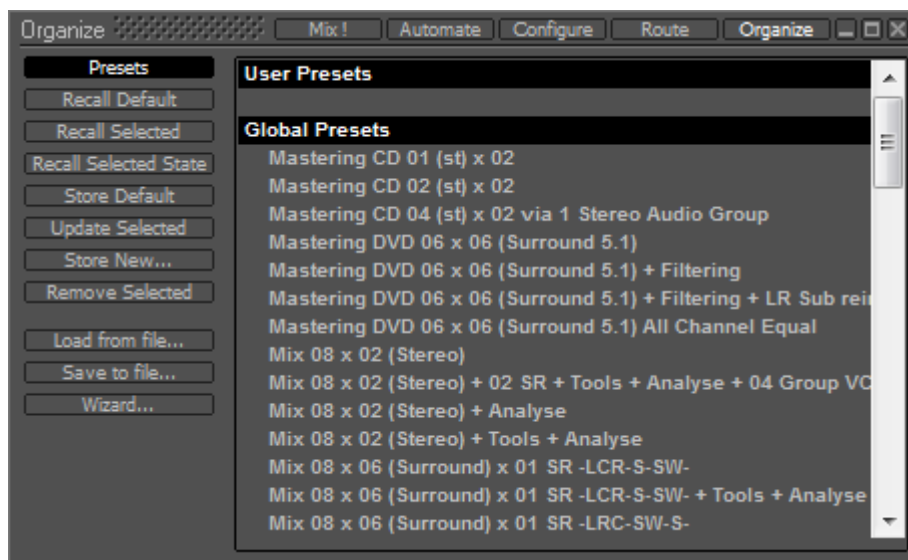 Organize Mix ! Automate Configure Route Organize
Presets
Recall Default
Recall Selected
Recall Selected State
Store Default
Update Selected
Store New...
Remove Selected
Load from file...
Save to file...
Wizard...
User Presets
Global Presets
Mastering CD 01 (st) x 02
Mastering CD 02 (st) x 02
Mastering CD 04 (st) x 02 via 1 Stereo Audio Group
Mastering DVD 06 x 06 (Surround 5.1)
Mastering DVD 06 x 06 (Surround 5.1) + Filtering
Mastering DVD 06 x 06 (Surround 5.1) + Filtering + LR Sub rei
Mastering DVD 06 x 06 (Surround 5.1) All Channel Equal
Mix 08 x 02 (Stereo)
Mix 08 x 02 (Stereo) + 02 SR + Tools + Analyse + 04 Group VC
Mix 08 x 02 (Stereo) + Analyse
Mix 08 x 02 (Stereo) + Tools + Analyse
Mix 08 x 06 (Surround) x 01 SR -LCR-S-SW-
Mix 08 x 06 (Surround) x 01 SR -LCR-S-SW- + Tools + Analyse
Mix 08 x 06 (Surround) x 01 SR -LRC-SW-S-